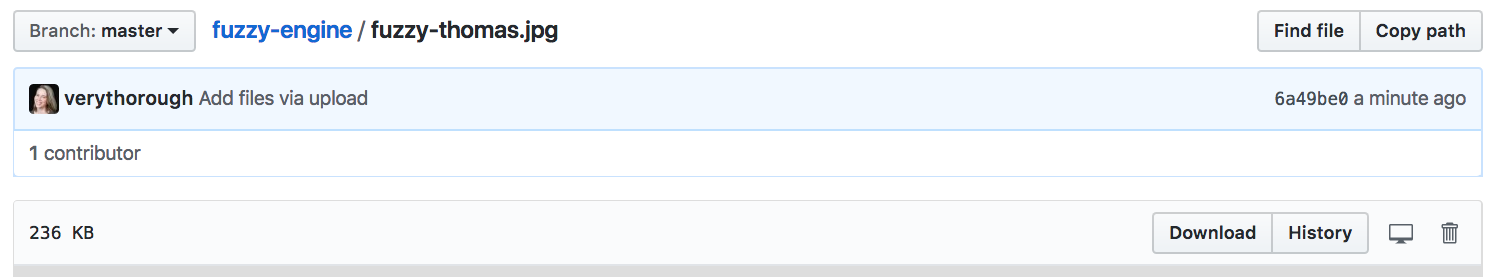 Branch: master fuzzy-engine / fuzzy-thomas.jpg Find file Copy path
verythorough Add files via upload 6a49be0 a minute ago
1 contributor
236 KB Download History